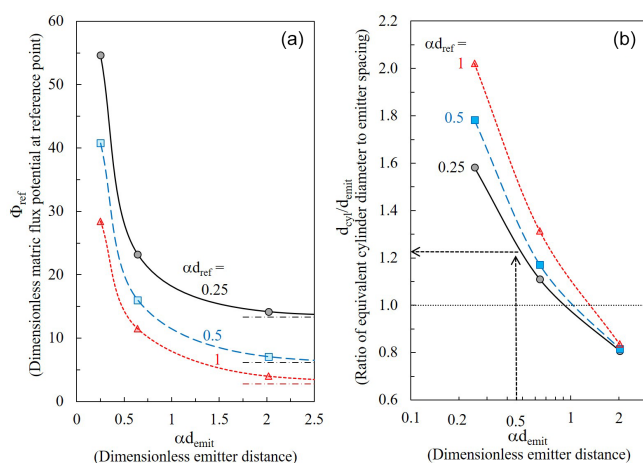 (a)
60
50
40
30
20
10
0
Φref
(Dimensionless matric flux potential at reference point)
αdref =
0.25
0.5
1
0 0.5 1 1.5 2 2.5
αdemit
(Dimensionless emitter distance)
(b)
2.2
2.0
1.8
1.6
1.4
1.2
1.0
0.8
0.6
dcyl/demit
(Ratio of equivalent cylinder diameter to emitter spacing)
αdref =
1
0.5
0.25
0.1 0.2 0.5 1 2
αdemit
(Dimensionless emitter distance)